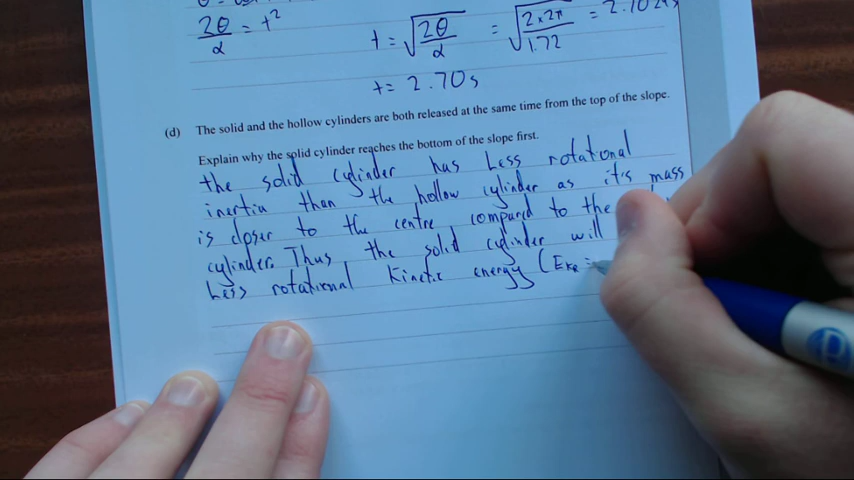 2θ/α = t²
t = √(2θ/α) = √(2×2π/1.72) = 2.702
t = 2.70s
(d) The solid and the hollow cylinders are both released at the same time from the top of the slope.
Explain why the solid cylinder reaches the bottom of the slope first.
the solid cylinder has Less rotational
inertia than the hollow cylinder as it's mass
is closer to the centre compared to the
cylinder. Thus the solid cylinder will
Less rotational kinetic energy (EKR =